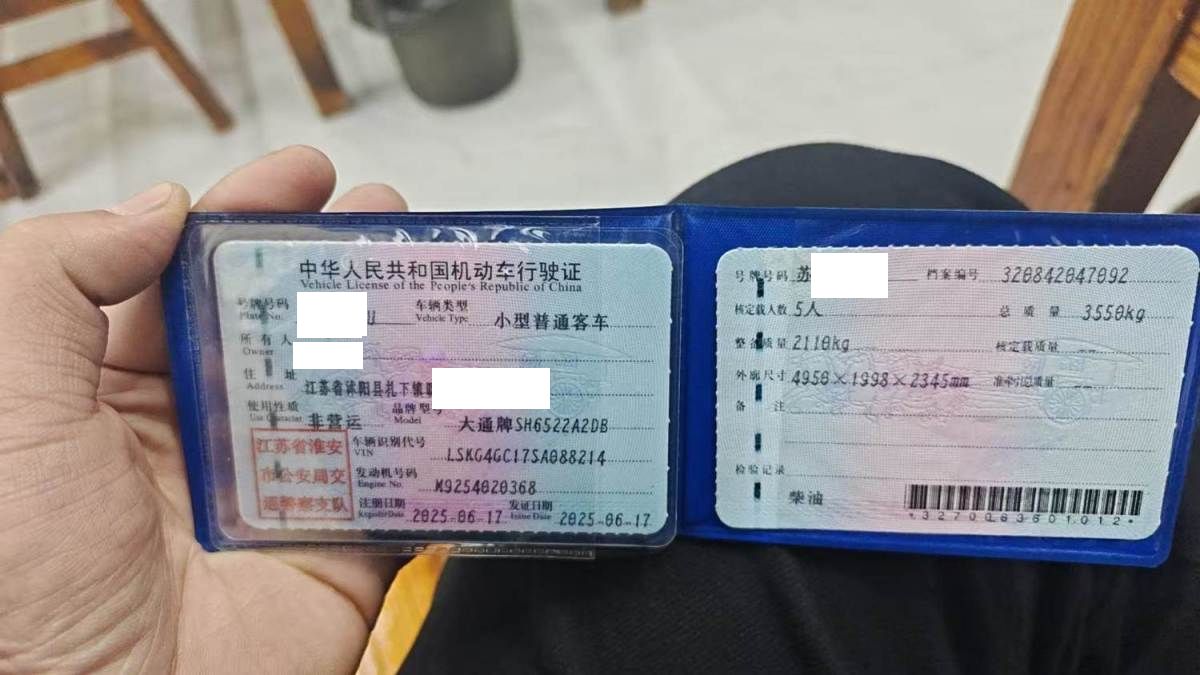 中华人民共和国机动车行驶证
Vehicle License of the People's Republic of China
号牌号码
Plate No.
车辆类型
Vehicle Type
小型普通客车
所有人
Owner
住址
Address
江苏省沭阳县扎下镇
使用性质
Use Character
非营运
品牌型号
Model
大通牌SH6522A2DB
江苏省淮安
市公安局交
巡警察支队
车辆识别代号
VIN
LSKG4GC17SA088214
发动机号码
Engine No.
M9254020368
注册日期
Register Date
2025-06-17
发证日期
Issue Date
2025-06-17
号牌号码 苏
档案编号 320842047092
核定载人数 5人
总质量 3550kg
整备质量 2110kg
核定载质量 --
外廓尺寸 4950×1998×2345mm
准牵引总质量 --
备注
检验记录
柴油
*3270083601012*